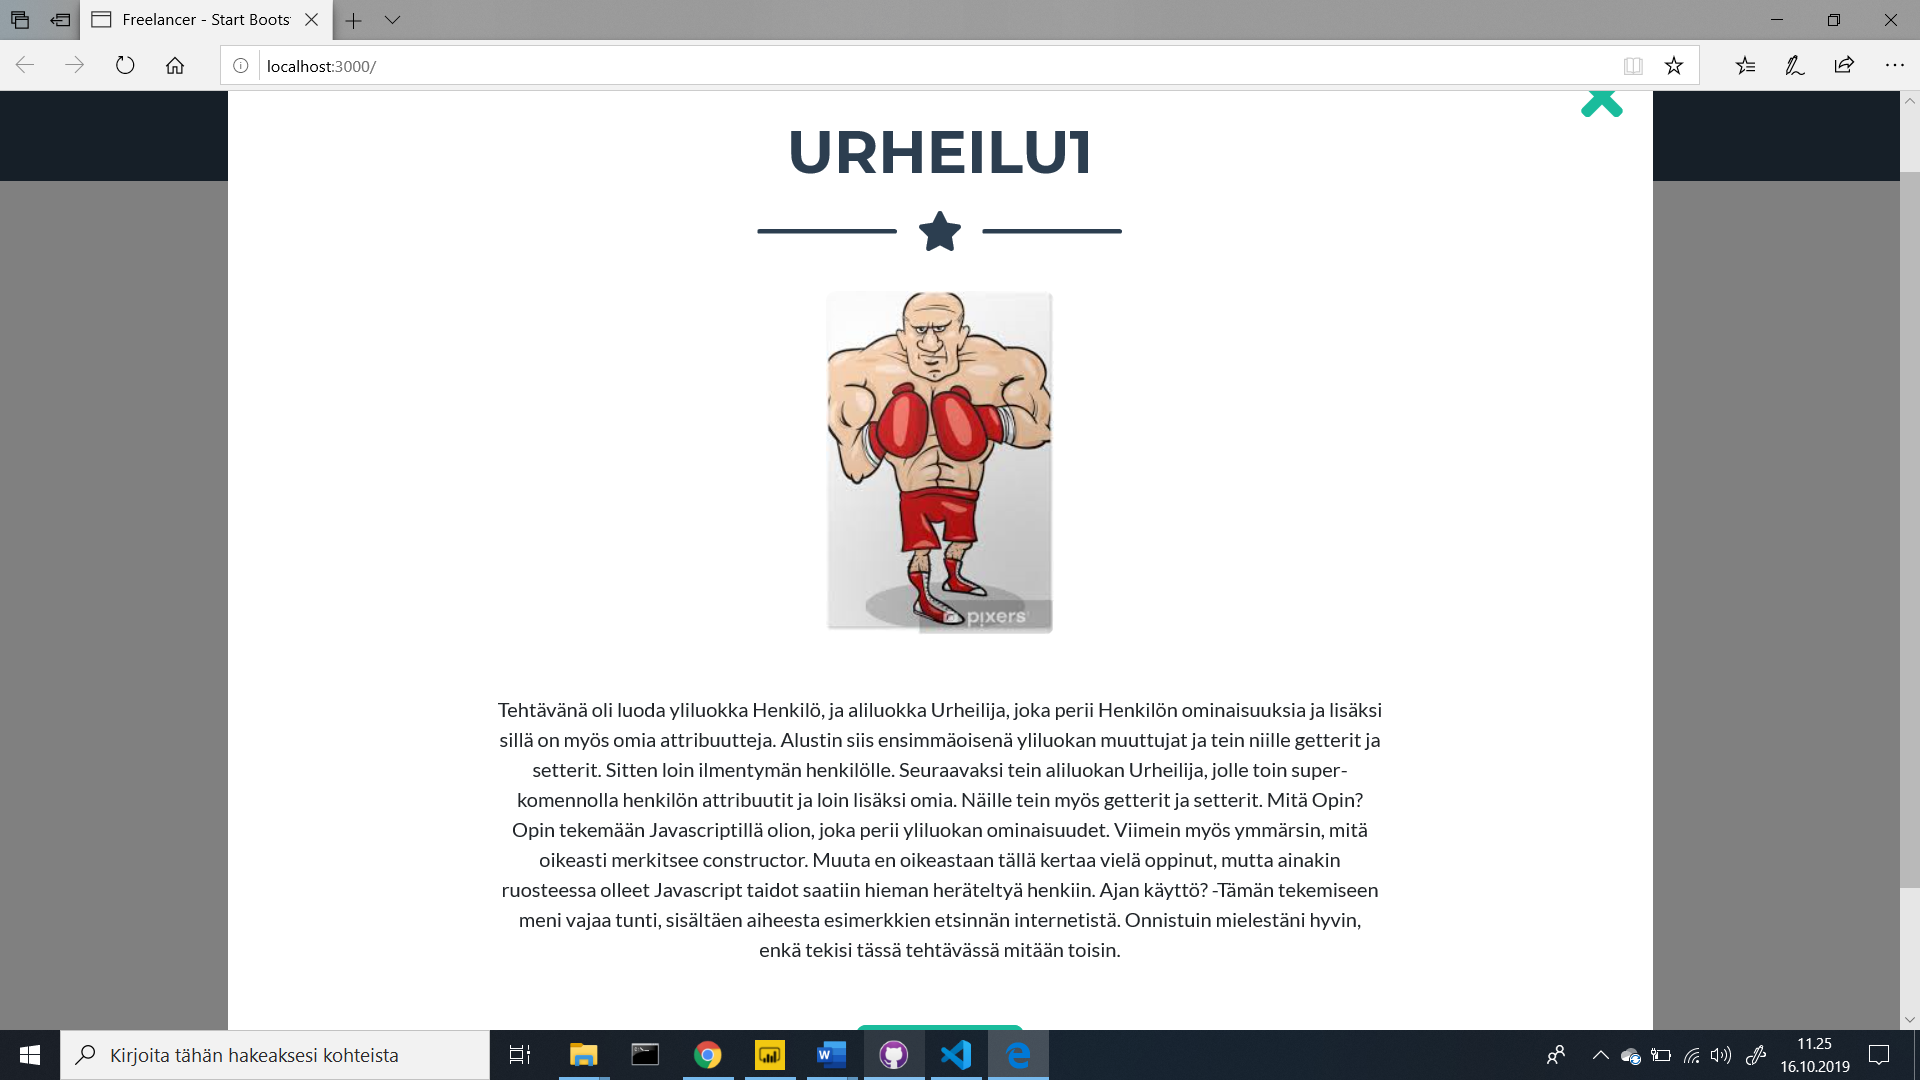 Freelancer - Start Boots
localhost:3000/
URHEILU1
pixers
Tehtävänä oli luoda yliluokka Henkilö, ja aliluokka Urheilija, joka perii Henkilön ominaisuuksia ja lisäksi
sillä on myös omia attribuutteja. Alustin siis ensimmäoisenä yliluokan muuttujat ja tein niille getterit ja
setterit. Sitten loin ilmentymän henkilölle. Seuraavaksi tein aliluokan Urheilija, jolle toin super-
komennolla henkilön attribuutit ja loin lisäksi omia. Näille tein myös getterit ja setterit. Mitä Opin?
Opin tekemään Javascriptillä olion, joka perii yliluokan ominaisuudet. Viimein myös ymmärsin, mitä
oikeasti merkitsee constructor. Muuta en oikeastaan tällä kertaa vielä oppinut, mutta ainakin
ruosteessa olleet Javascript taidot saatiin hieman heräteltyä henkiin. Ajan käyttö? -Tämän tekemiseen
meni vajaa tunti, sisältäen aiheesta esimerkkien etsinnän internetistä. Onnistuin mielestäni hyvin,
enkä tekisi tässä tehtävässä mitään toisin.
Kirjoita tähän hakeaksesi kohteista
11.25
16.10.2019